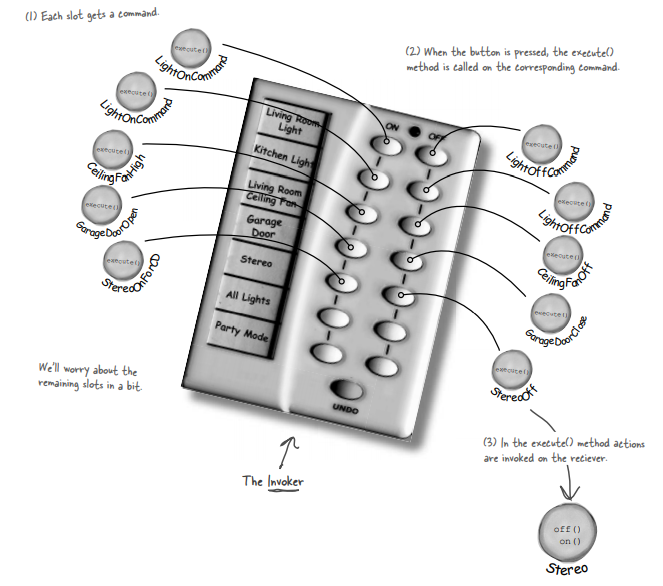 (1) Each slot gets a command.
(2) When the button is pressed, the execute()
method is called on the corresponding command.
execute()
LightOnCommand
execute()
LightOnCommand
execute()
CeilingFanHigh
execute()
GarageDoorOpen
execute()
StereoOnForCD
ON
OFF
Living Room
Light
Kitchen Light
Living Room
Ceiling Fan
Garage
Door
Stereo
All Lights
Party Mode
UNDO
execute()
LightOffCommand
execute()
LightOffCommand
execute()
CeilingFanOff
execute()
GarageDoorClose
execute()
StereoOff
We'll worry about the
remaining slots in a bit.
The Invoker
(3) In the execute() method actions
are invoked on the reciever.
off()
on()
Stereo